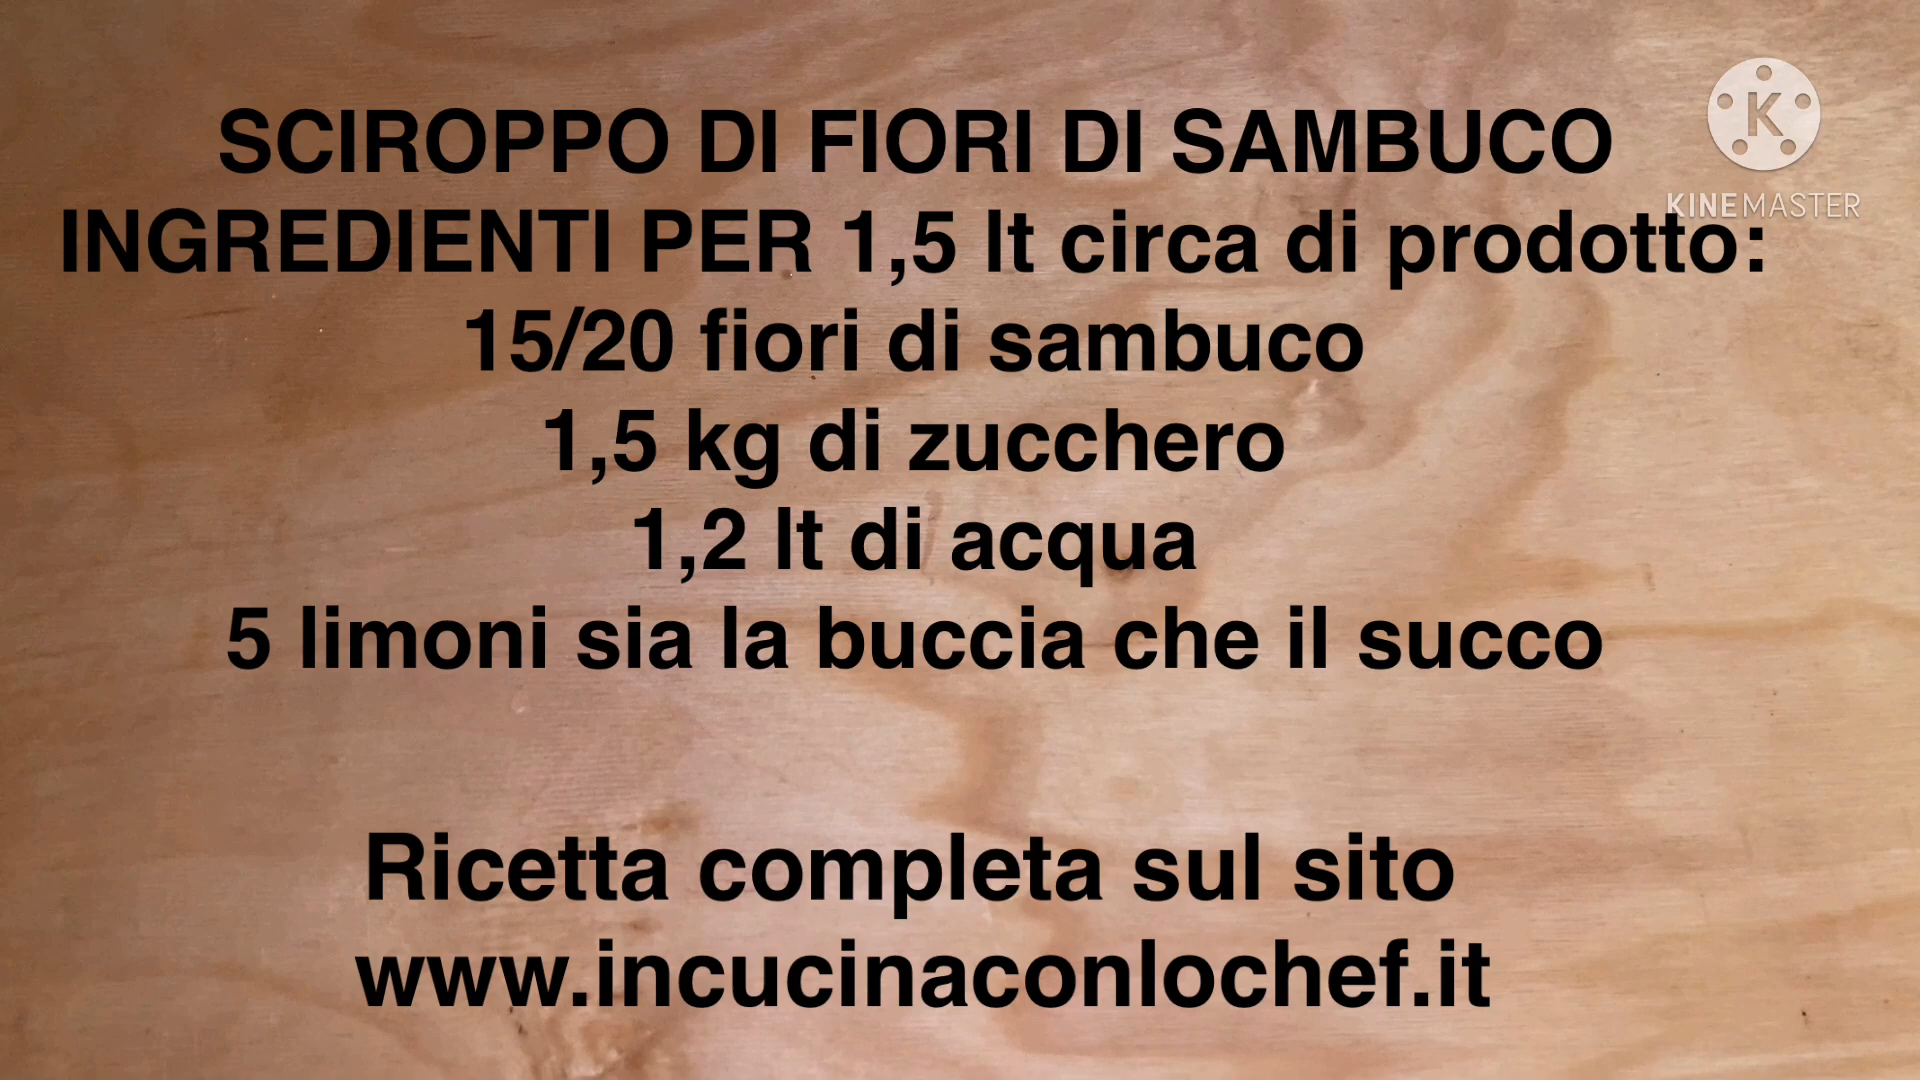 SCIROPPO DI FIORI DI SAMBUCO
INGREDIENTI PER 1,5 lt circa di prodotto:
15/20 fiori di sambuco
1,5 kg di zucchero
1,2 lt di acqua
5 limoni sia la buccia che il succo
Ricetta completa sul sito
www.incucinaconlochef.it
K
KINEMASTER